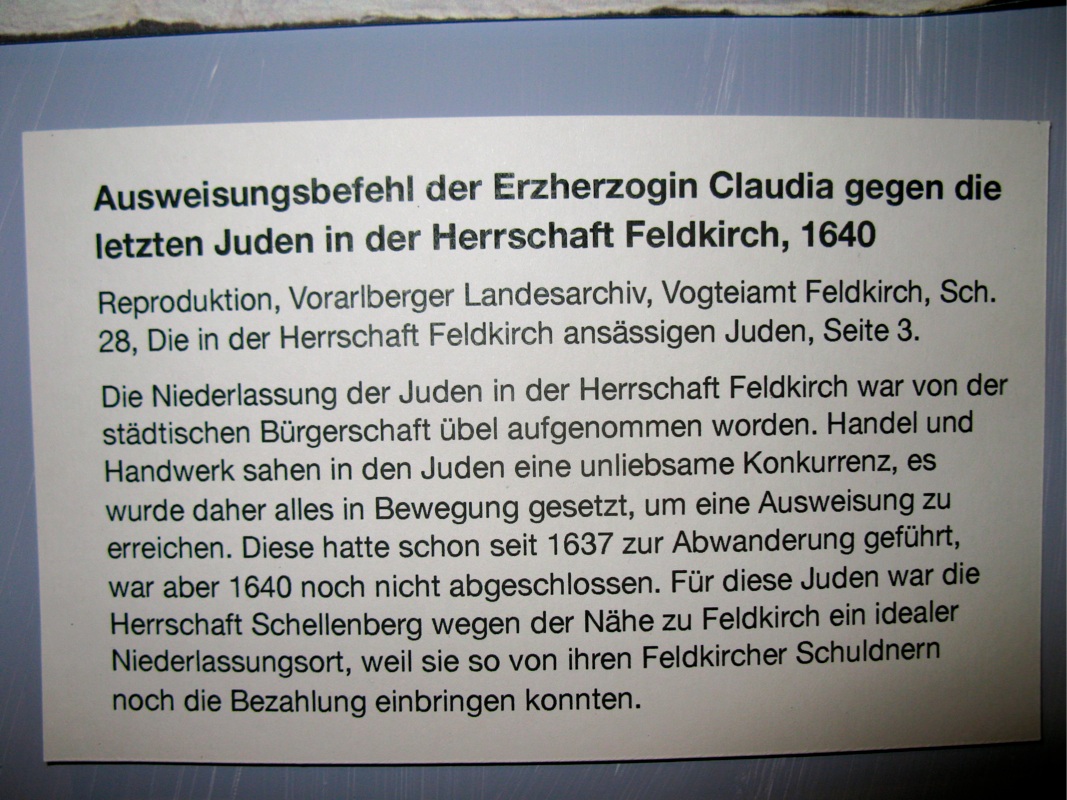 Ausweisungsbefehl der Erzherzogin Claudia gegen die
letzten Juden in der Herrschaft Feldkirch, 1640
Reproduktion, Vorarlberger Landesarchiv, Vogteiamt Feldkirch, Sch.
28, Die in der Herrschaft Feldkirch ansässigen Juden, Seite 3.
Die Niederlassung der Juden in der Herrschaft Feldkirch war von der
städtischen Bürgerschaft übel aufgenommen worden. Handel und
Handwerk sahen in den Juden eine unliebsame Konkurrenz, es
wurde daher alles in Bewegung gesetzt, um eine Ausweisung zu
erreichen. Diese hatte schon seit 1637 zur Abwanderung geführt,
war aber 1640 noch nicht abgeschlossen. Für diese Juden war die
Herrschaft Schellenberg wegen der Nähe zu Feldkirch ein idealer
Niederlassungsort, weil sie so von ihren Feldkircher Schuldnern
noch die Bezahlung einbringen konnten.